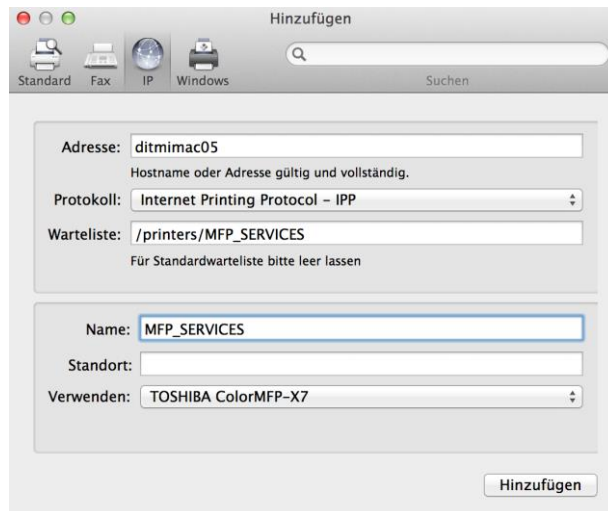 Hinzufügen
Standard Fax IP Windows Suchen
Adresse: ditmimac05
Hostname oder Adresse gültig und vollständig.
Protokoll: Internet Printing Protocol – IPP
Warteliste: /printers/MFP_SERVICES
Für Standardwarteliste bitte leer lassen
Name: MFP_SERVICES
Standort:
Verwenden: TOSHIBA ColorMFP-X7
Hinzufügen